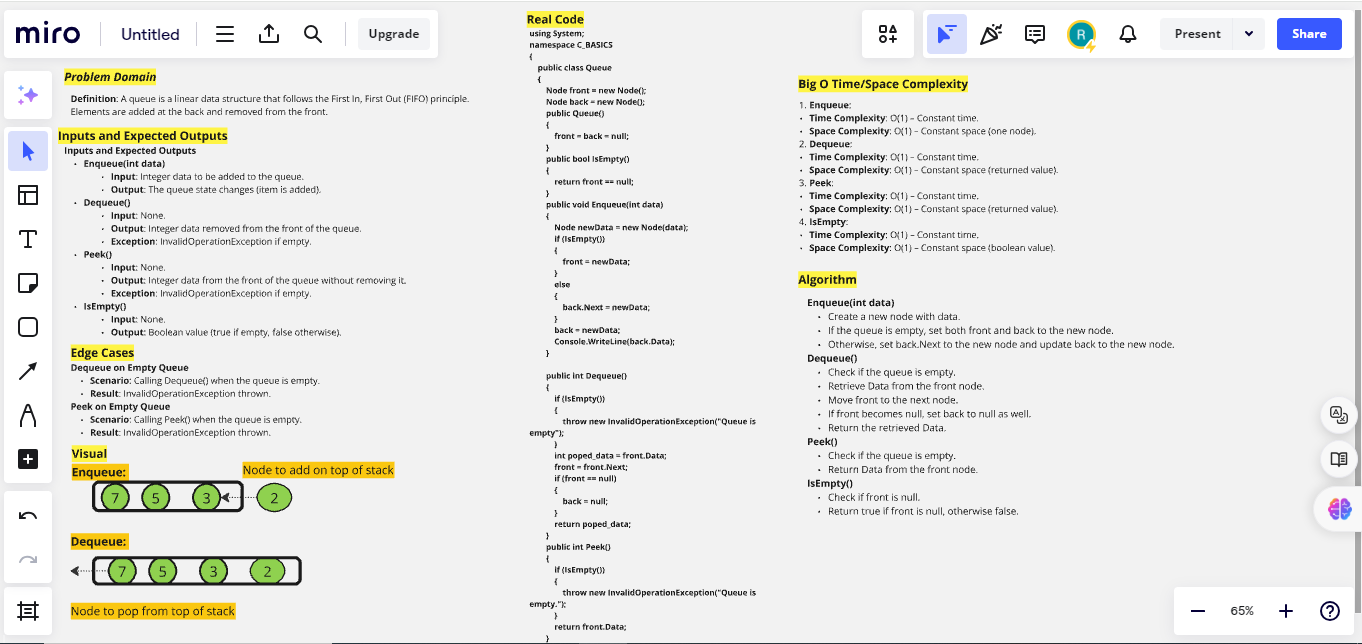 miro
Untitled
Upgrade
R
Present
Share
Problem Domain
Definition: A queue is a linear data structure that follows the First In, First Out (FIFO) principle.
Elements are added at the back and removed from the front.
Inputs and Expected Outputs
Inputs and Expected Outputs
• Enqueue(int data)
• Input: Integer data to be added to the queue.
• Output: The queue state changes (item is added).
• Dequeue()
• Input: None.
• Output: Integer data removed from the front of the queue.
• Exception: InvalidOperationException if empty.
• Peek()
• Input: None.
• Output: Integer data from the front of the queue without removing it.
• Exception: InvalidOperationException if empty.
• IsEmpty()
• Input: None.
• Output: Boolean value (true if empty, false otherwise).
Edge Cases
Dequeue on Empty Queue
• Scenario: Calling Dequeue() when the queue is empty.
• Result: InvalidOperationException thrown.
Peek on Empty Queue
• Scenario: Calling Peek() when the queue is empty.
• Result: InvalidOperationException thrown.
Visual
Enqueue:
Node to add on top of stack
7 5 3 2
Dequeue:
7 5 3 2
Node to pop from top of stack
Real Code
using System;
namespace C_BASICS
{
public class Queue
{
Node front = new Node();
Node back = new Node();
public Queue()
{
front = back = null;
}
public bool IsEmpty()
{
return front == null;
}
public void Enqueue(int data)
{
Node newData = new Node(data);
if (IsEmpty())
{
front = newData;
}
else
{
back.Next = newData;
}
back = newData;
Console.WriteLine(back.Data);
}
public int Dequeue()
{
if (IsEmpty())
{
throw new InvalidOperationException("Queue is
empty");
}
int poped_data = front.Data;
front = front.Next;
if (front == null)
{
back = null;
}
return poped_data;
}
public int Peek()
{
if (IsEmpty())
{
throw new InvalidOperationException("Queue is
empty.");
}
return front.Data;
}
Big O Time/Space Complexity
1. Enqueue:
• Time Complexity: O(1) – Constant time.
• Space Complexity: O(1) – Constant space (one node).
2. Dequeue:
• Time Complexity: O(1) – Constant time.
• Space Complexity: O(1) – Constant space (returned value).
3. Peek:
• Time Complexity: O(1) – Constant time.
• Space Complexity: O(1) – Constant space (returned value).
4. IsEmpty:
• Time Complexity: O(1) – Constant time.
• Space Complexity: O(1) – Constant space (boolean value).
Algorithm
Enqueue(int data)
• Create a new node with data.
• If the queue is empty, set both front and back to the new node.
• Otherwise, set back.Next to the new node and update back to the new node.
Dequeue()
• Check if the queue is empty.
• Retrieve Data from the front node.
• Move front to the next node.
• If front becomes null, set back to null as well.
• Return the retrieved Data.
Peek()
• Check if the queue is empty.
• Return Data from the front node.
IsEmpty()
• Check if front is null.
• Return true if front is null, otherwise false.
65%